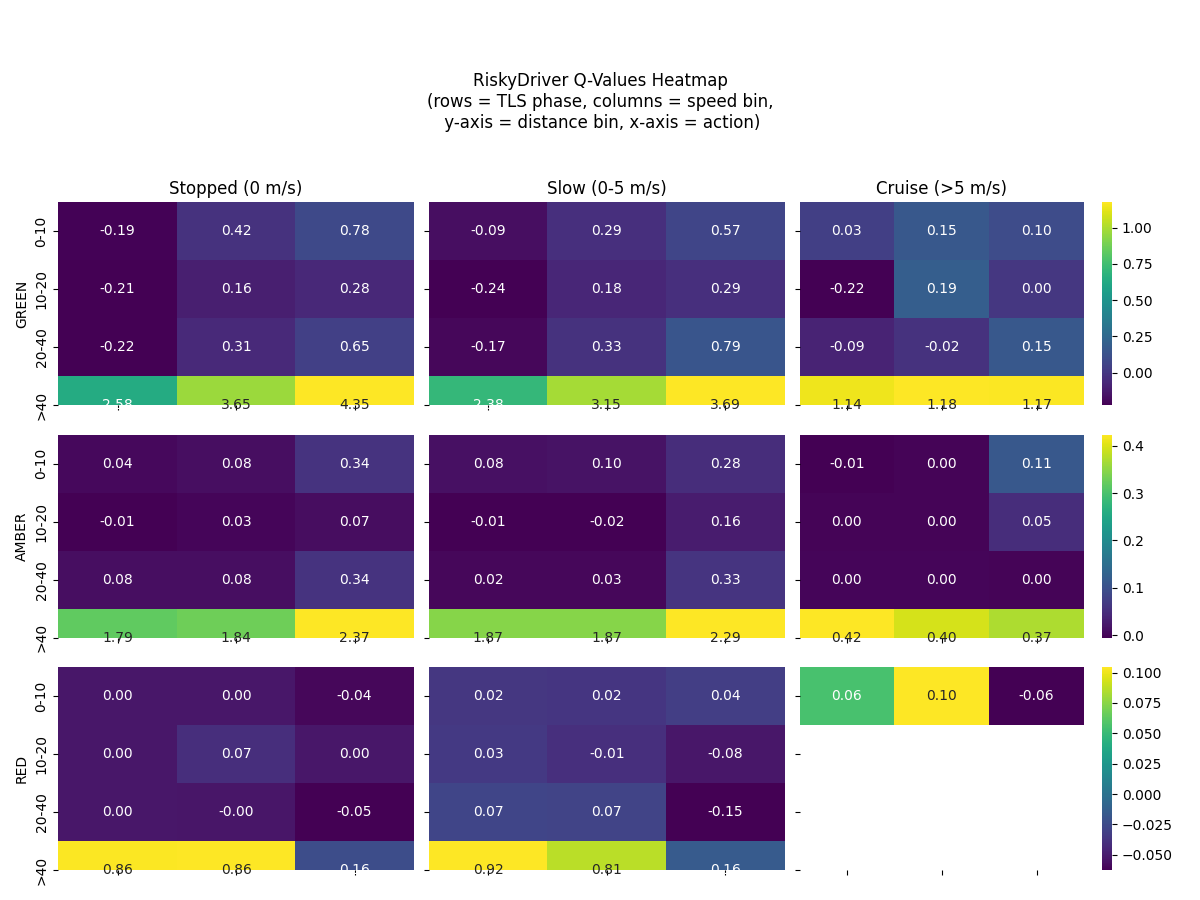 RiskyDriver Q-Values Heatmap
(rows = TLS phase, columns = speed bin,
y-axis = distance bin, x-axis = action)
Stopped (0 m/s) Slow (0-5 m/s) Cruise (>5 m/s)
GREEN
0-10 -0.19 0.42 0.78 -0.09 0.29 0.57 0.03 0.15 0.10
10-20 -0.21 0.16 0.28 -0.24 0.18 0.29 -0.22 0.19 0.00
20-40 -0.22 0.31 0.65 -0.17 0.33 0.79 -0.09 -0.02 0.15
>40 2.58 3.65 4.35 2.38 3.15 3.69 1.14 1.18 1.17
1.00
0.75
0.50
0.25
0.00
AMBER
0-10 0.04 0.08 0.34 0.08 0.10 0.28 -0.01 0.00 0.11
10-20 -0.01 0.03 0.07 -0.01 -0.02 0.16 0.00 0.00 0.05
20-40 0.08 0.08 0.34 0.02 0.03 0.33 0.00 0.00 0.00
>40 1.79 1.84 2.37 1.87 1.87 2.29 0.42 0.40 0.37
0.4
0.3
0.2
0.1
0.0
RED
0-10 0.00 0.00 -0.04 0.02 0.02 0.04 0.06 0.10 -0.06
10-20 0.00 0.07 0.00 0.03 -0.01 -0.08
20-40 0.00 -0.00 -0.05 0.07 0.07 -0.15
>40 0.86 0.86 0.16 0.92 0.81 0.16
0.100
0.075
0.050
0.025
0.000
−0.025
−0.050